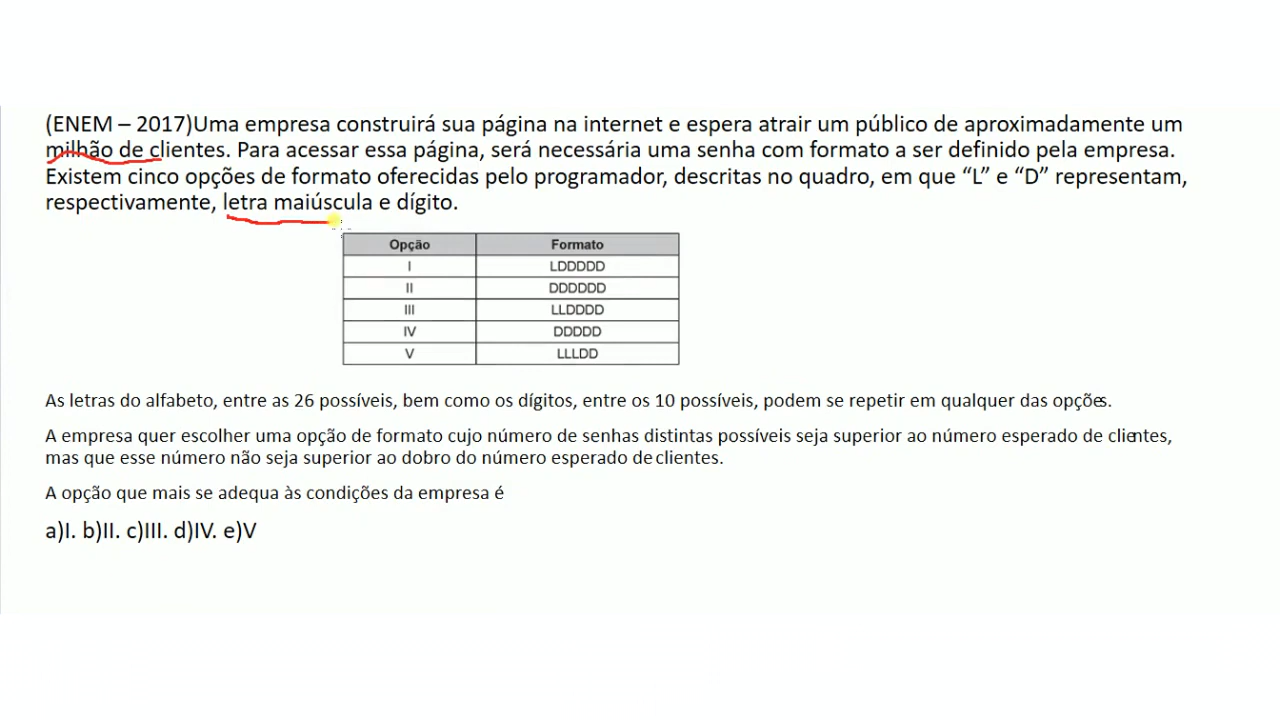 (ENEM – 2017)Uma empresa construirá sua página na internet e espera atrair um público de aproximadamente um
milhão de clientes. Para acessar essa página, será necessária uma senha com formato a ser definido pela empresa.
Existem cinco opções de formato oferecidas pelo programador, descritas no quadro, em que “L” e “D” representam,
respectivamente, letra maiúscula e dígito.
Opção Formato
I LDDDDD
II DDDDDD
III LLDDDD
IV DDDDD
V LLLDD
As letras do alfabeto, entre as 26 possíveis, bem como os dígitos, entre os 10 possíveis, podem se repetir em qualquer das opções.
A empresa quer escolher uma opção de formato cujo número de senhas distintas possíveis seja superior ao número esperado de clientes,
mas que esse número não seja superior ao dobro do número esperado de clientes.
A opção que mais se adequa às condições da empresa é
a)I. b)II. c)III. d)IV. e)V